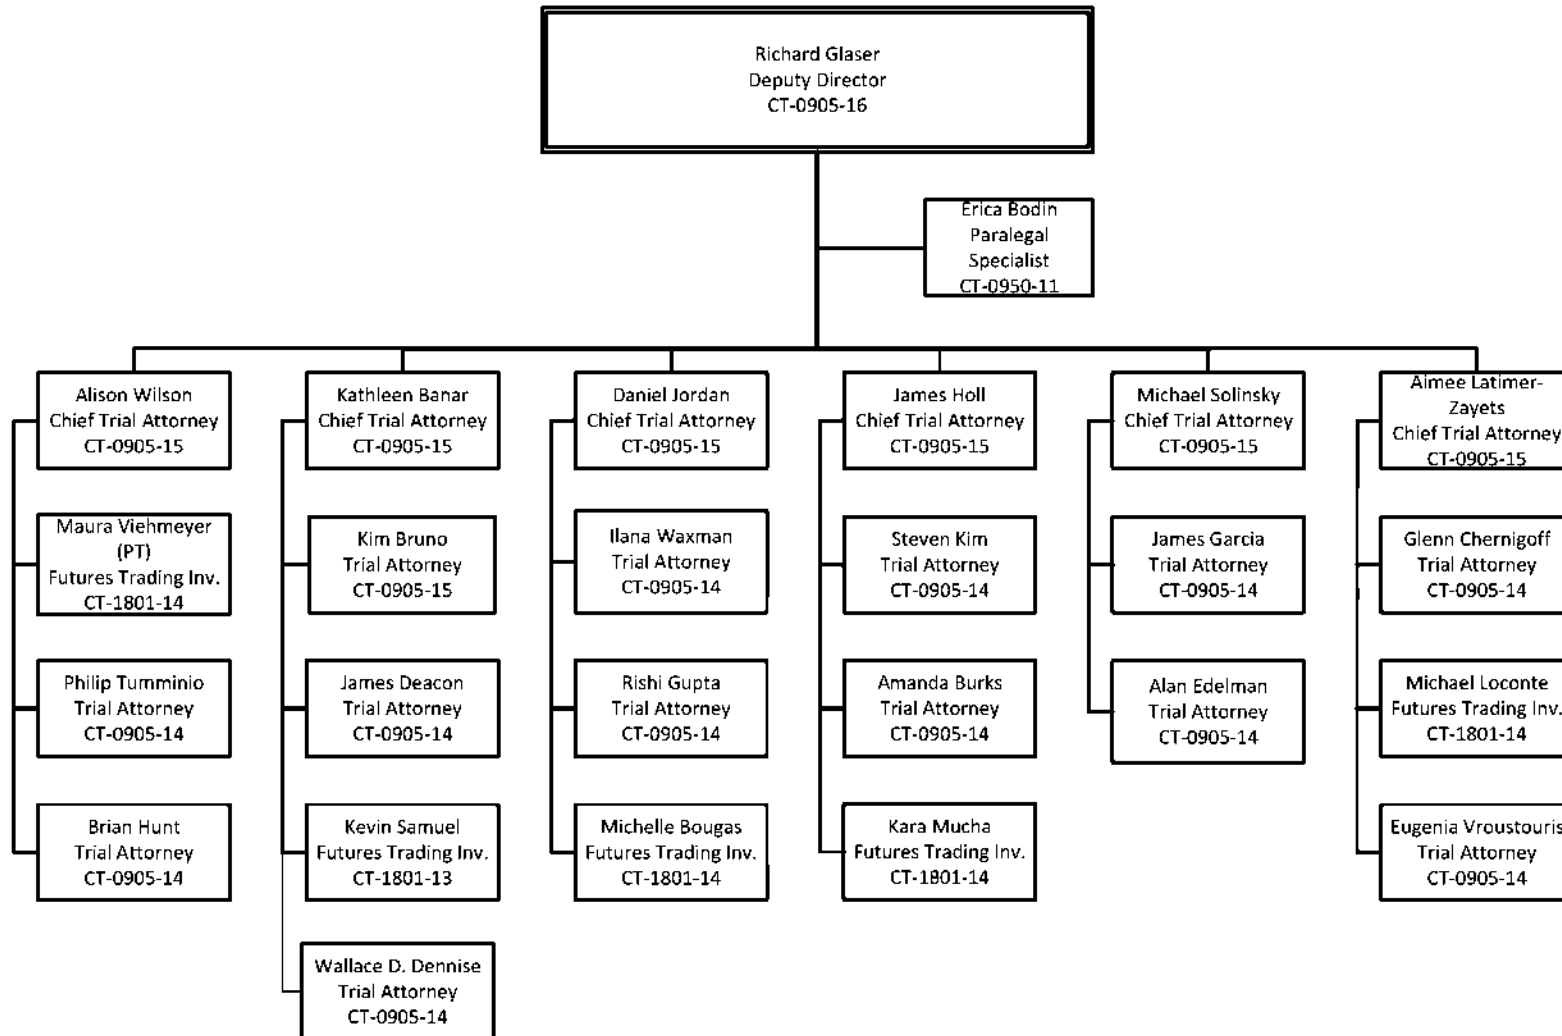 Richard Glaser
Deputy Director
CT-0905-16
Erica Bodin
Paralegal
Specialist
CT-0950-11
Alison Wilson
Chief Trial Attorney
CT-0905-15
Maura Viehmeyer
(PT)
Futures Trading Inv.
CT-1801-14
Philip Tumminio
Trial Attorney
CT-0905-14
Brian Hunt
Trial Attorney
CT-0905-14
Kathleen Banar
Chief Trial Attorney
CT-0905-15
Kim Bruno
Trial Attorney
CT-0905-15
James Deacon
Trial Attorney
CT-0905-14
Kevin Samuel
Futures Trading Inv.
CT-1801-13
Wallace D. Dennise
Trial Attorney
CT-0905-14
Daniel Jordan
Chief Trial Attorney
CT-0905-15
Ilana Waxman
Trial Attorney
CT-0905-14
Rishi Gupta
Trial Attorney
CT-0905-14
Michelle Bougas
Futures Trading Inv.
CT-1801-14
James Holl
Chief Trial Attorney
CT-0905-15
Steven Kim
Trial Attorney
CT-0905-14
Amanda Burks
Trial Attorney
CT-0905-14
Kara Mucha
Futures Trading Inv.
CT-1801-14
Michael Solinsky
Chief Trial Attorney
CT-0905-15
James Garcia
Trial Attorney
CT-0905-14
Alan Edelman
Trial Attorney
CT-0905-14
Aimee Latimer-
Zayets
Chief Trial Attorney
CT-0905-15
Glenn Chernigoff
Trial Attorney
CT-0905-14
Michael Loconte
Futures Trading Inv.
CT-1801-14
Eugenia Vroustouris
Trial Attorney
CT-0905-14